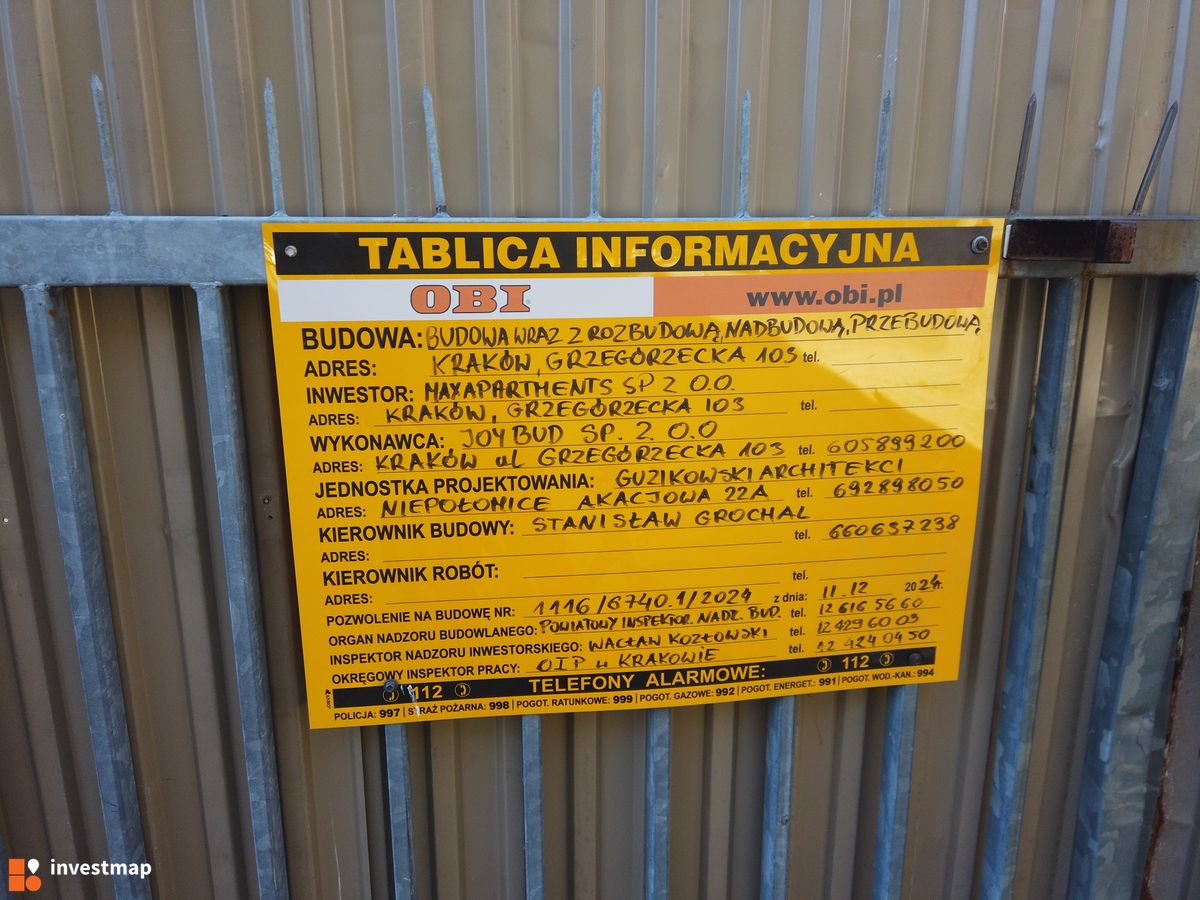 TABLICA INFORMACYJNA
OBI www.obi.pl
BUDOWA: BUDOWA WRAZ Z ROZBUDOWĄ, NADBUDOWĄ, PRZEBUDOWĄ
ADRES: KRAKÓW, GRZEGÓRZECKA 103 tel.
INWESTOR: MAXAPARTMENTS SP Z O.O.
ADRES: KRAKÓW, GRZEGÓRZECKA 103 tel.
WYKONAWCA: JOY BUD SP. Z O.O
ADRES: KRAKÓW ul GRZEGÓRZECKA 103 tel. 605899200
JEDNOSTKA PROJEKTOWANIA: GUZIKOWSKI ARCHITEKCI
ADRES: NIEPOŁOMICE AKACJOWA 22A tel. 692898050
KIEROWNIK BUDOWY: STANISŁAW GROCHAL
ADRES: tel. 660637238
KIEROWNIK ROBÓT:
ADRES: tel.
POZWOLENIE NA BUDOWĘ NR: 1116/6740.1/2024 z dnia: 11.12 2024r.
ORGAN NADZORU BUDOWLANEGO: POWIATOWY INSPEKTOR. NADZ. BUD. tel. 12 616 56 60
INSPEKTOR NADZORU INWESTORSKIEGO: WACŁAW KOZŁOWSKI tel. 12 429 60 03
OKRĘGOWY INSPEKTOR PRACY: OIP w KRAKOWIE tel. 12 424 04 50
112 TELEFONY ALARMOWE: 112
POLICJA: 997 | STRAŻ POŻARNA: 998 | POGOT. RATUNKOWE: 999 | POGOT. GAZOWE: 992 | POGOT. ENERGET.: 991 | POGOT. WOD.-KAN.: 994
investmap